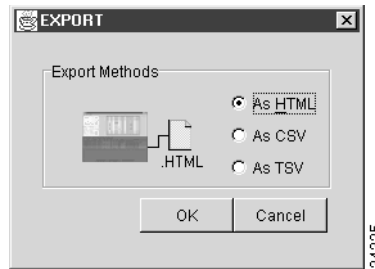 EXPORT
Export Methods
As HTML
As CSV
.HTML
As TSV
OK
Cancel